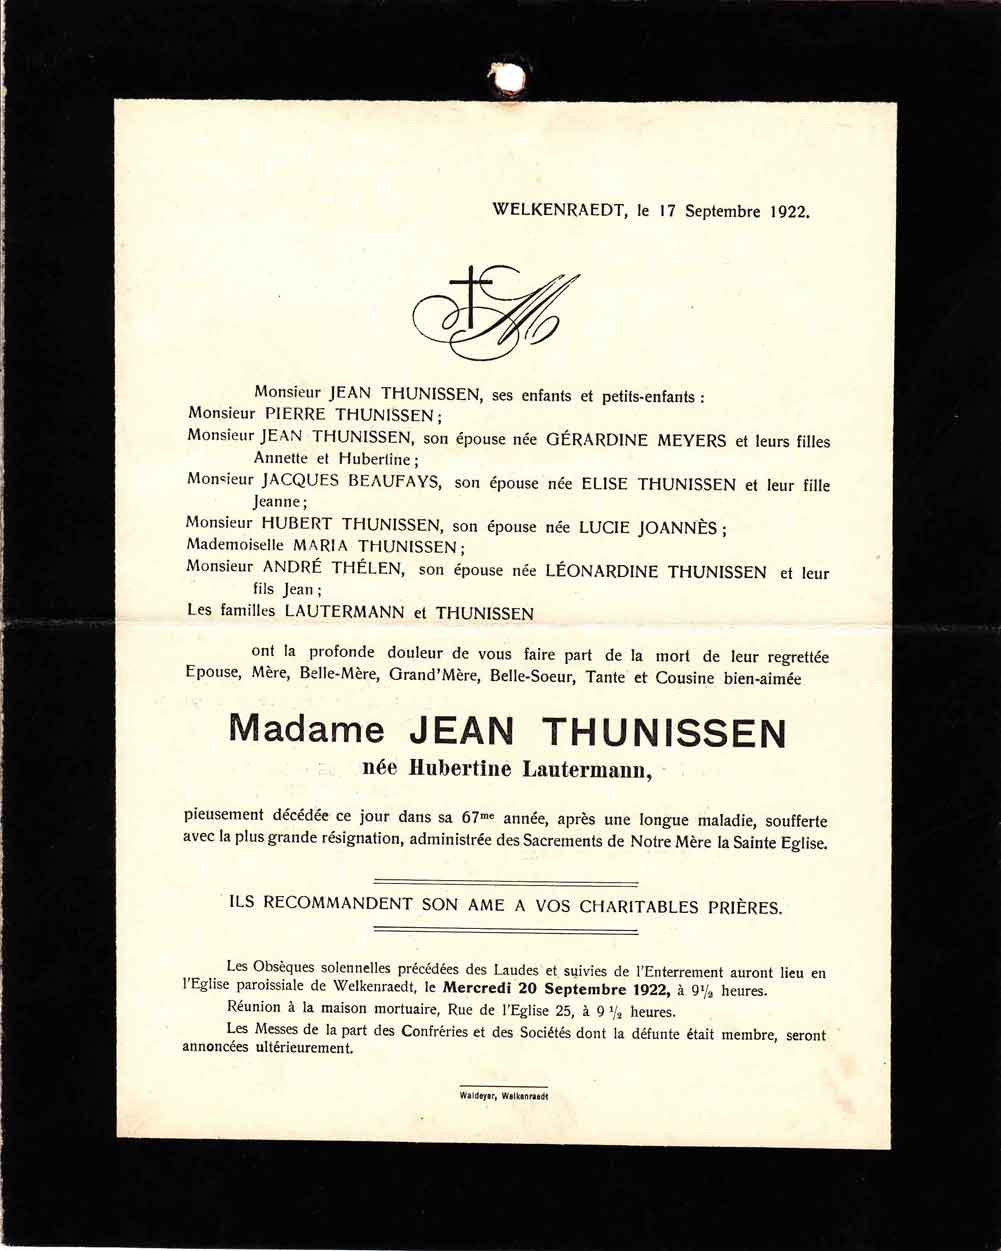 WELKENRAEDT, le 17 Septembre 1922.
M
Monsieur JEAN THUNISSEN, ses enfants et petits-enfants :
Monsieur PIERRE THUNISSEN ;
Monsieur JEAN THUNISSEN, son épouse née GÉRARDINE MEYERS et leurs filles
Annette et Hubertine ;
Monsieur JACQUES BEAUFAYS, son épouse née ELISE THUNISSEN et leur fille
Jeanne ;
Monsieur HUBERT THUNISSEN, son épouse née LUCIE JOANNÈS ;
Mademoiselle MARIA THUNISSEN ;
Monsieur ANDRÉ THÉLEN, son épouse née LÉONARDINE THUNISSEN et leur
fils Jean ;
Les familles LAUTERMANN et THUNISSEN
ont la profonde douleur de vous faire part de la mort de leur regrettée
Epouse, Mère, Belle-Mère, Grand'Mère, Belle-Soeur, Tante et Cousine bien-aimée
Madame JEAN THUNISSEN
née Hubertine Lautermann,
pieusement décédée ce jour dans sa 67me année, après une longue maladie, soufferte
avec la plus grande résignation, administrée des Sacrements de Notre Mère la Sainte Eglise.
ILS RECOMMANDENT SON AME A VOS CHARITABLES PRIÈRES.
Les Obsèques solennelles précédées des Laudes et suivies de l'Enterrement auront lieu en
l'Eglise paroissiale de Welkenraedt, le Mercredi 20 Septembre 1922, à 9½ heures.
Réunion à la maison mortuaire, Rue de l'Eglise 25, à 9 ½ heures.
Les Messes de la part des Confréries et des Sociétés dont la défunte était membre, seront
annoncées ultérieurement.
Waldeyer, Welkenraedt